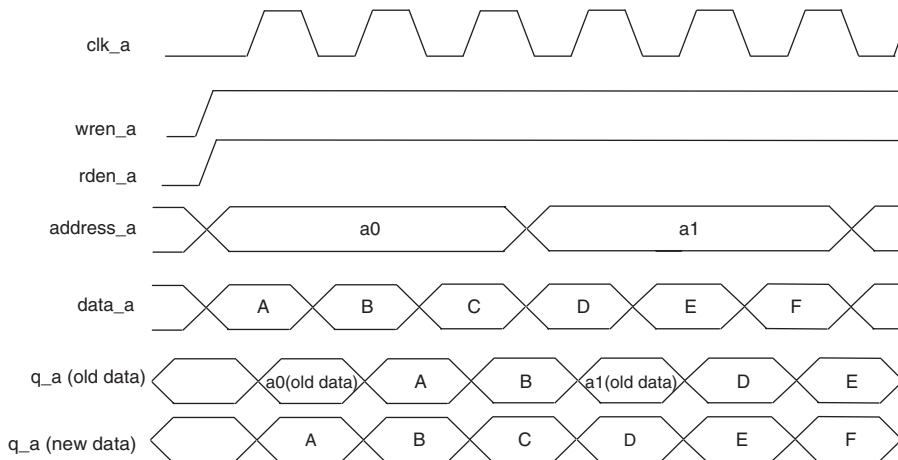 clk_a
wren_a
rden_a
address_a a0 a1
data_a A B C D E F
q_a (old data) a0(old data) A B a1(old data) D E
q_a (new data) A B C D E F